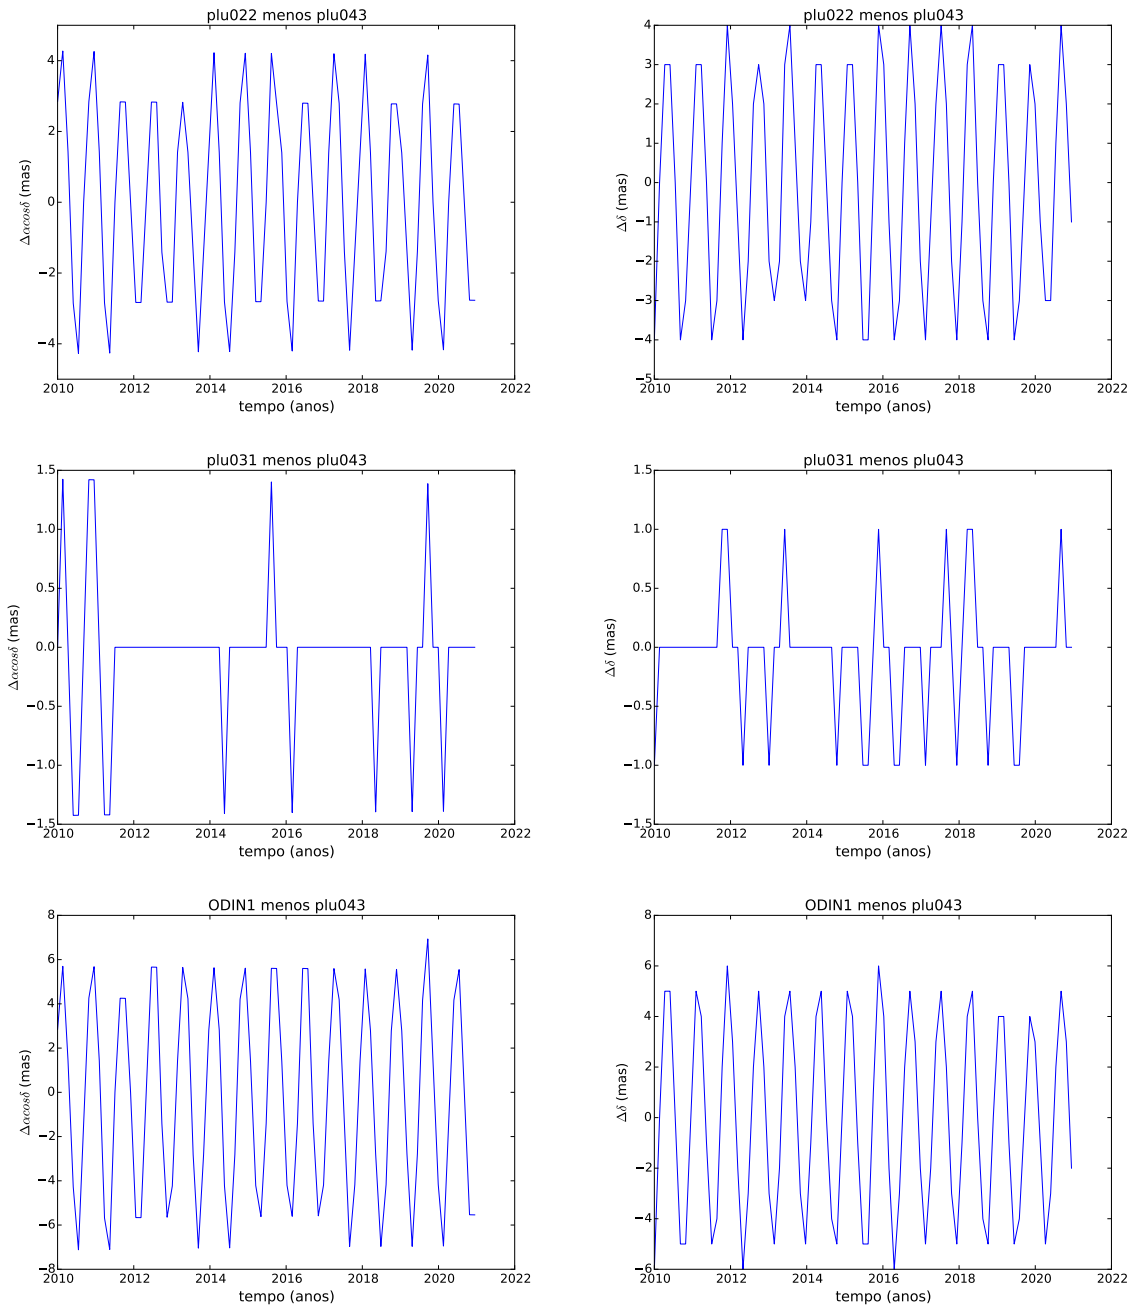 plu022 menos plu043
4
2
0
−2
−4
Δαcosδ (mas)
2010 2012 2014 2016 2018 2020 2022
tempo (anos)
plu022 menos plu043
4
3
2
1
0
−1
−2
−3
−4
−5
Δδ (mas)
2010 2012 2014 2016 2018 2020 2022
tempo (anos)
plu031 menos plu043
1.5
1.0
0.5
0.0
−0.5
−1.0
−1.5
Δαcosδ (mas)
2010 2012 2014 2016 2018 2020 2022
tempo (anos)
plu031 menos plu043
1.5
1.0
0.5
0.0
−0.5
−1.0
−1.5
Δδ (mas)
2010 2012 2014 2016 2018 2020 2022
tempo (anos)
ODIN1 menos plu043
8
6
4
2
0
−2
−4
−6
−8
Δαcosδ (mas)
2010 2012 2014 2016 2018 2020 2022
tempo (anos)
ODIN1 menos plu043
8
6
4
2
0
−2
−4
−6
Δδ (mas)
2010 2012 2014 2016 2018 2020 2022
tempo (anos)